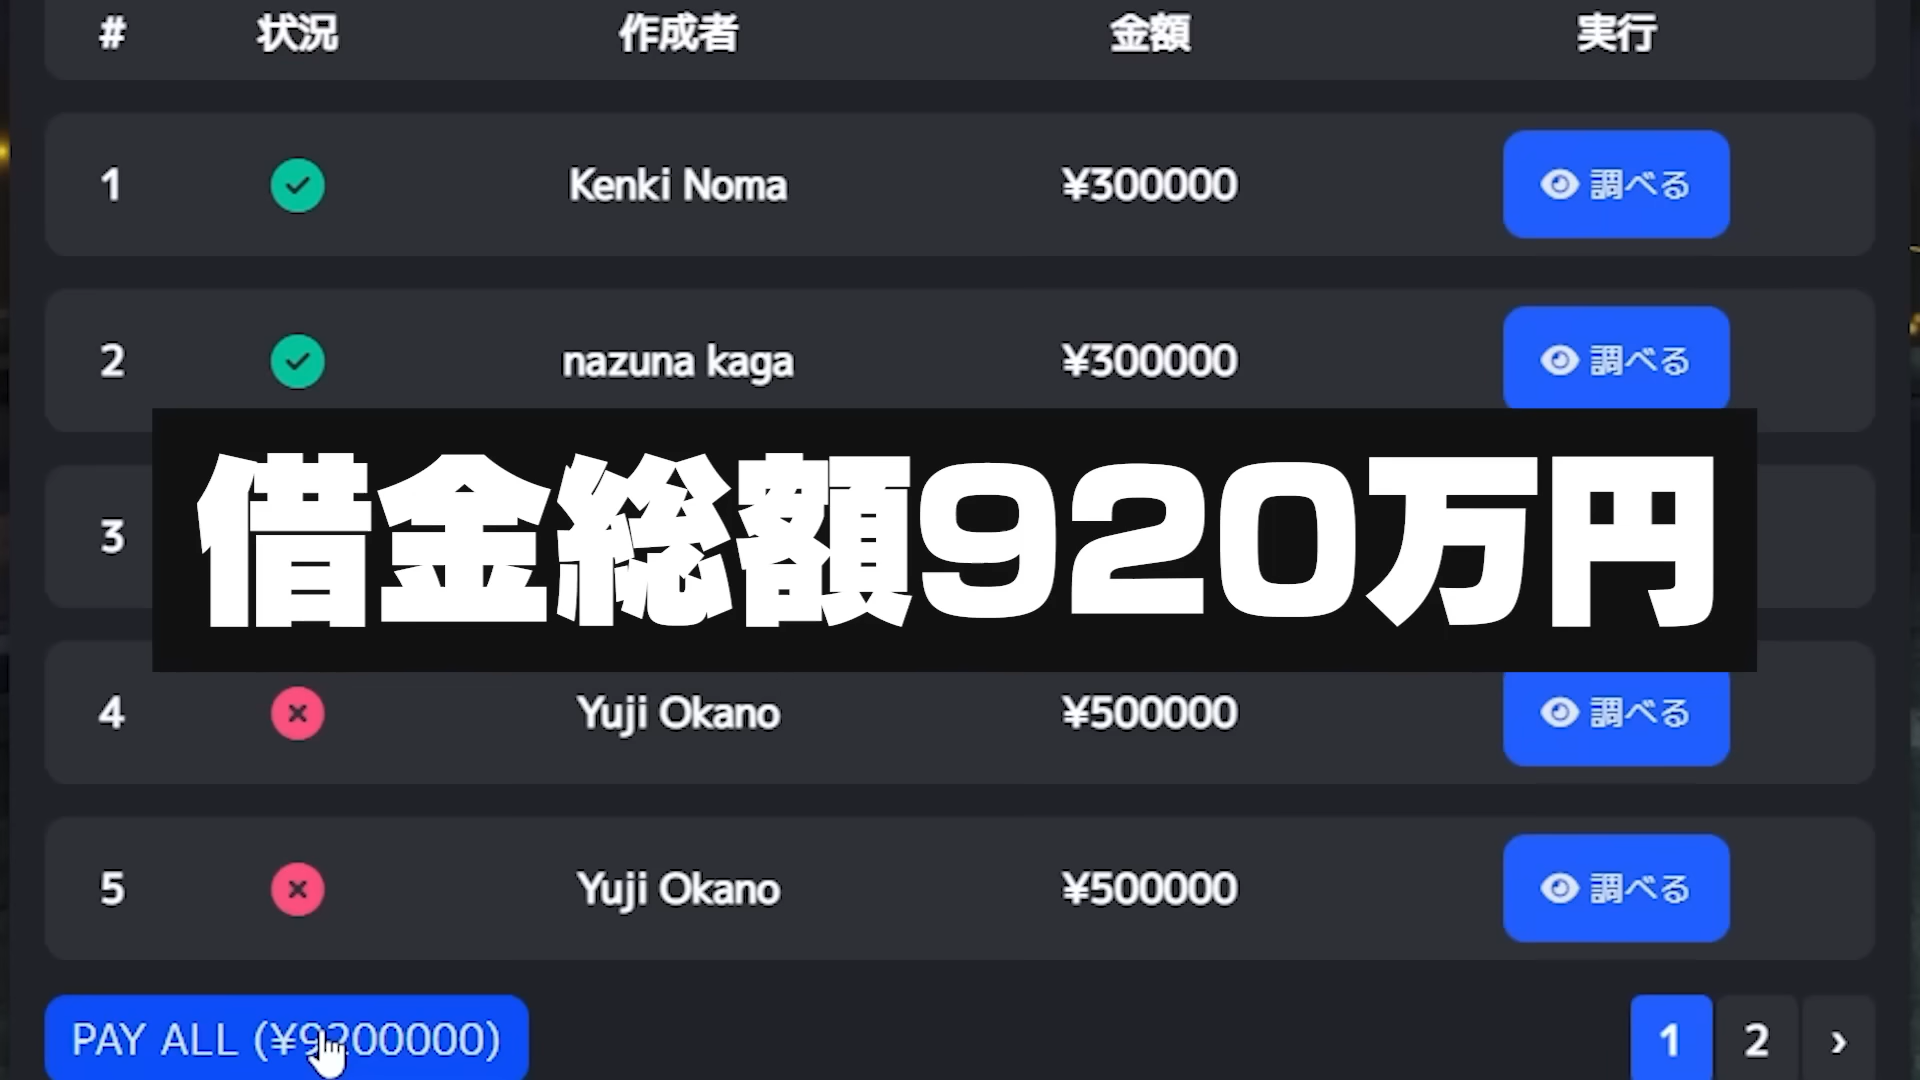 # 状況 作成者 金額 実行
1 Kenki Noma ¥300000 調べる
2 nazuna kaga ¥300000 調べる
3
借金総額920万円
4 Yuji Okano ¥500000 調べる
5 Yuji Okano ¥500000 調べる
PAY ALL (¥9200000) 1 2 ›